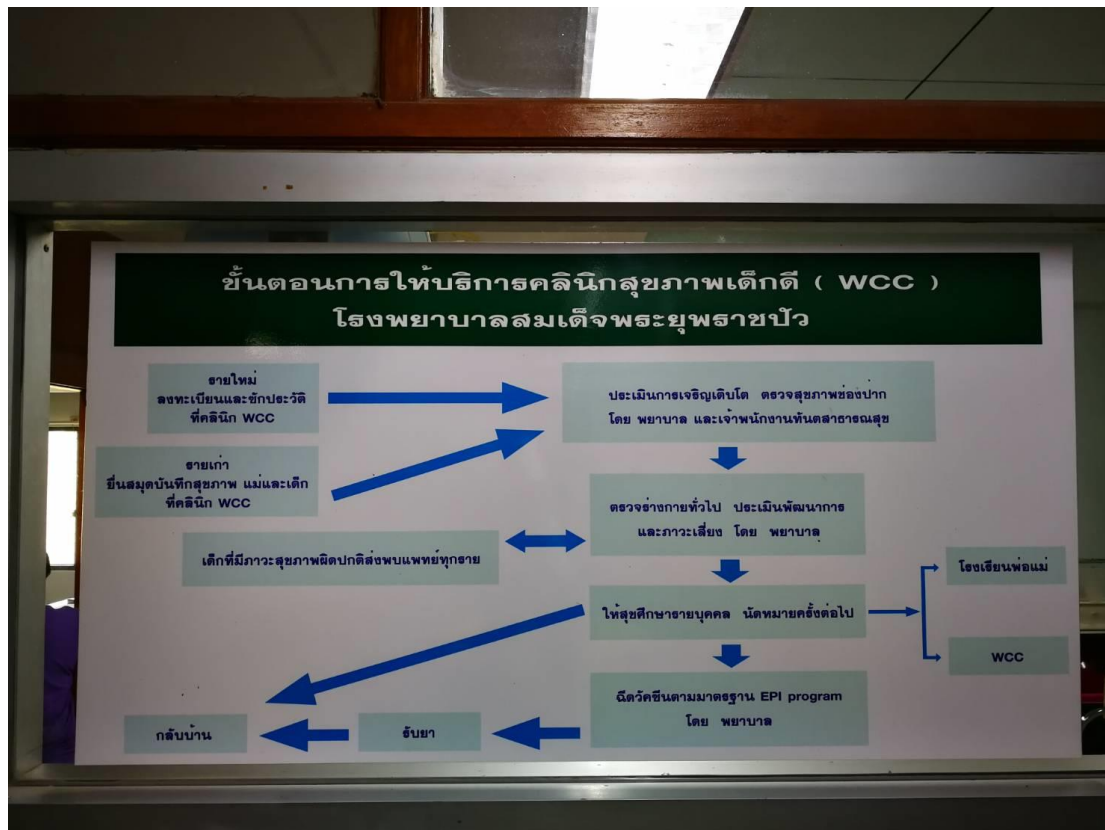 ขั้นตอนการให้บริการคลินิกสุขภาพเด็กดี ( WCC )
โรงพยาบาลสมเด็จพระยุพราชปัว
รายใหม่
ลงทะเบียนและซักประวัติ
ที่คลินิก WCC
ประเมินการเจริญเติบโต ตรวจสุขภาพช่องปาก
โดย พยาบาล และเจ้าพนักงานทันตสาธารณสุข
รายเก่า
ยื่นสมุดบันทึกสุขภาพ แม่และเด็ก
ที่คลินิก WCC
ตรวจร่างกายทั่วไป ประเมินพัฒนาการ
และภาวะเสี่ยง โดย พยาบาล
เด็กที่มีภาวะสุขภาพผิดปกติส่งพบแพทย์ทุกราย
โรงเรียนพ่อแม่
ให้สุขศึกษารายบุคคล นัดหมายครั้งต่อไป
WCC
ฉีดวัคซีนตามมาตรฐาน EPI program
โดย พยาบาล
รับยา
กลับบ้าน